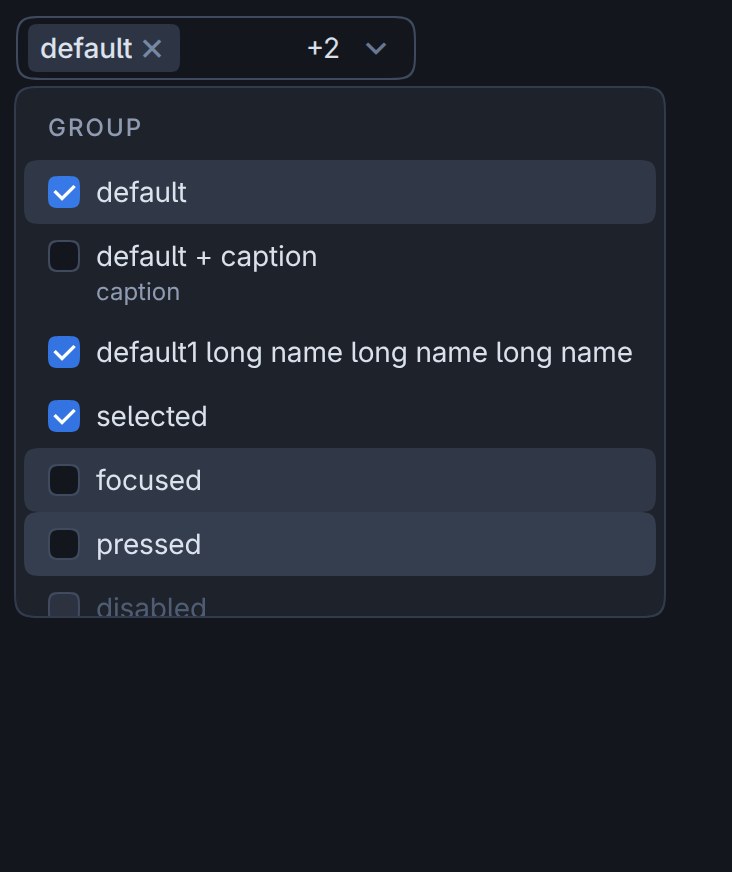 default +2
GROUP
default
default + caption
caption
default1 long name long name long name
selected
focused
pressed
disabled